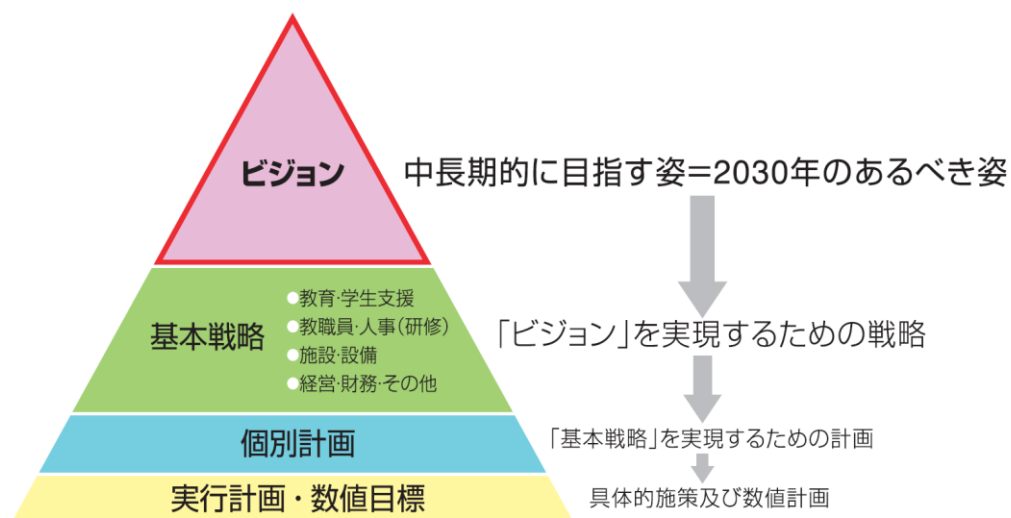 ビジョン
中長期的に目指す姿=2030年のあるべき姿
基本戦略
●教育・学生支援
●教職員・人事(研修)
●施設・設備
●経営・財務・その他
「ビジョン」を実現するための戦略
個別計画
「基本戦略」を実現するための計画
実行計画・数値目標
具体的施策及び数値計画